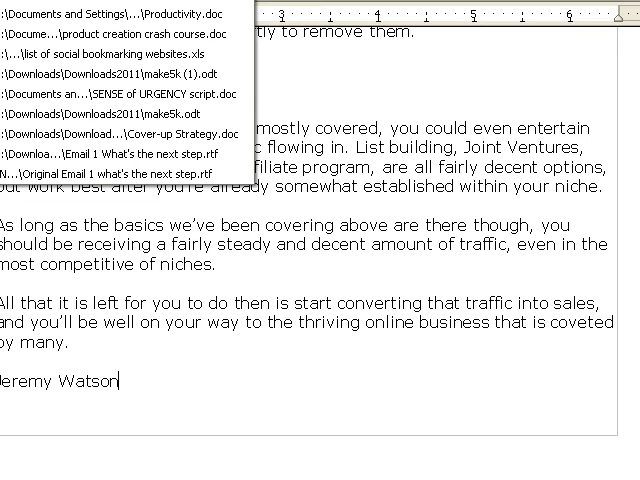 :\Documents and Settings\...\Productivity.doc
:\Docume...\product creation crash course.doc
:\...\list of social bookmarking websites.xls
:\Downloads\Downloads2011\make5k (1).odt
:\Documents an...\SENSE of URGENCY script.doc
:\Downloads\Downloads2011\make5k.odt
:\Downloads\Download...\Cover-up Strategy.doc
:\Downloa...\Email 1 What's the next step.rtf
N...\Original Email 1 what's the next step.rtf
3 4 5 6
tly to remove them.
mostly covered, you could even entertain
c flowing in. List building, Joint Ventures,
filiate program, are all fairly decent options,
but work best after you're already somewhat established within your niche.
As long as the basics we've been covering above are there though, you
should be receiving a fairly steady and decent amount of traffic, even in the
most competitive of niches.
All that it is left for you to do then is start converting that traffic into sales,
and you'll be well on your way to the thriving online business that is coveted
by many.
Jeremy Watson